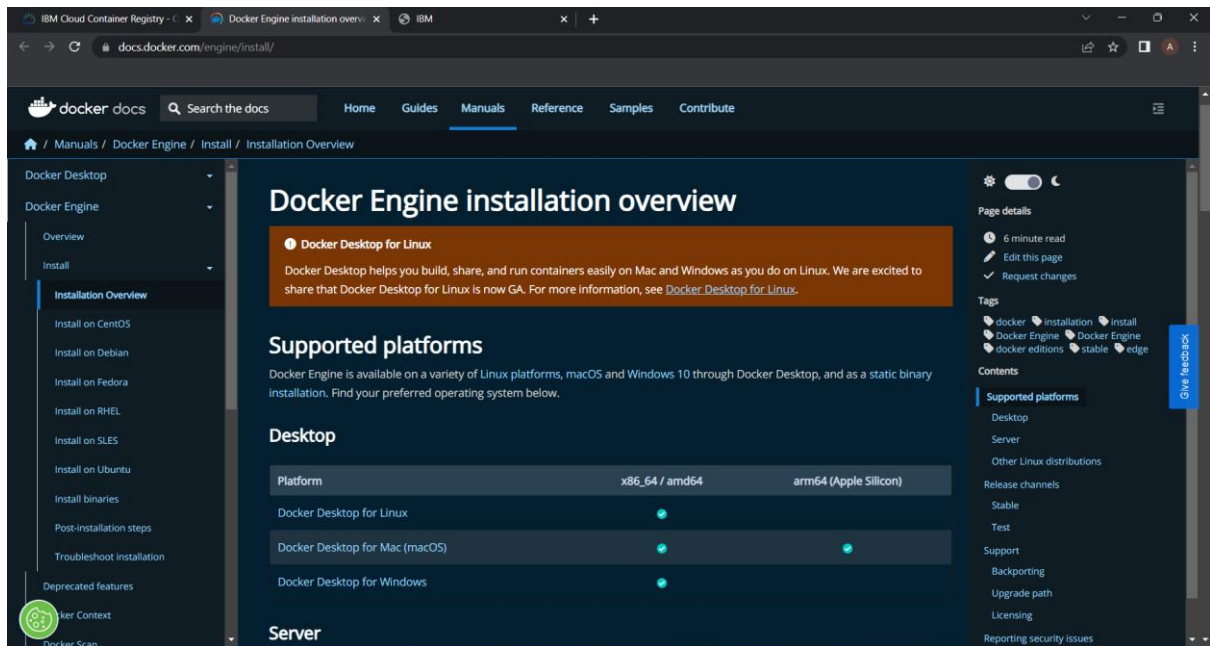 IBM Cloud Container Registry - C
Docker Engine installation overvi
IBM
docs.docker.com/engine/install/
A
docker docs
Search the docs
Home
Guides
Manuals
Reference
Samples
Contribute
/ Manuals / Docker Engine / Install / Installation Overview
Docker Desktop
Docker Engine
Overview
Install
Installation Overview
Install on CentOS
Install on Debian
Install on Fedora
Install on RHEL
Install on SLES
Install on Ubuntu
Install binaries
Post-installation steps
Troubleshoot installation
Deprecated features
ker Context
Docker Scan
Docker Engine installation overview
Docker Desktop for Linux
Docker Desktop helps you build, share, and run containers easily on Mac and Windows as you do on Linux. We are excited to
share that Docker Desktop for Linux is now GA. For more information, see Docker Desktop for Linux.
Supported platforms
Docker Engine is available on a variety of Linux platforms, macOS and Windows 10 through Docker Desktop, and as a static binary
installation. Find your preferred operating system below.
Desktop
Platform x86_64 / amd64 arm64 (Apple Silicon)
Docker Desktop for Linux
Docker Desktop for Mac (macOS)
Docker Desktop for Windows
Server
Page details
6 minute read
Edit this page
Request changes
Tags
docker installation install
Docker Engine Docker Engine
docker editions stable edge
Contents
Supported platforms
Desktop
Server
Other Linux distributions
Release channels
Stable
Test
Support
Backporting
Upgrade path
Licensing
Reporting security issues
Give feedback